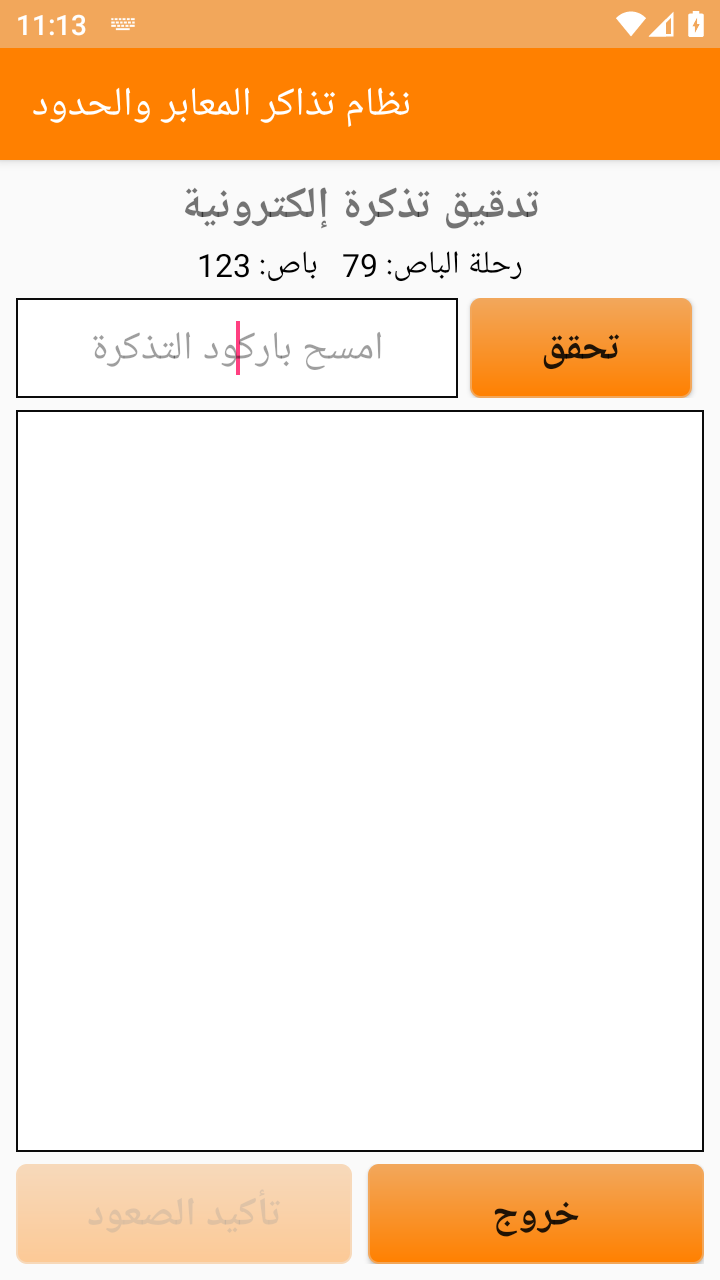 11:13
نظام تذاكر المعابر والحدود
تدقيق تذكرة إلكترونية
رحلة الباص: 79 باص: 123
تحقق
امسح باركود التذكرة
خروج
تأكيد الصعود